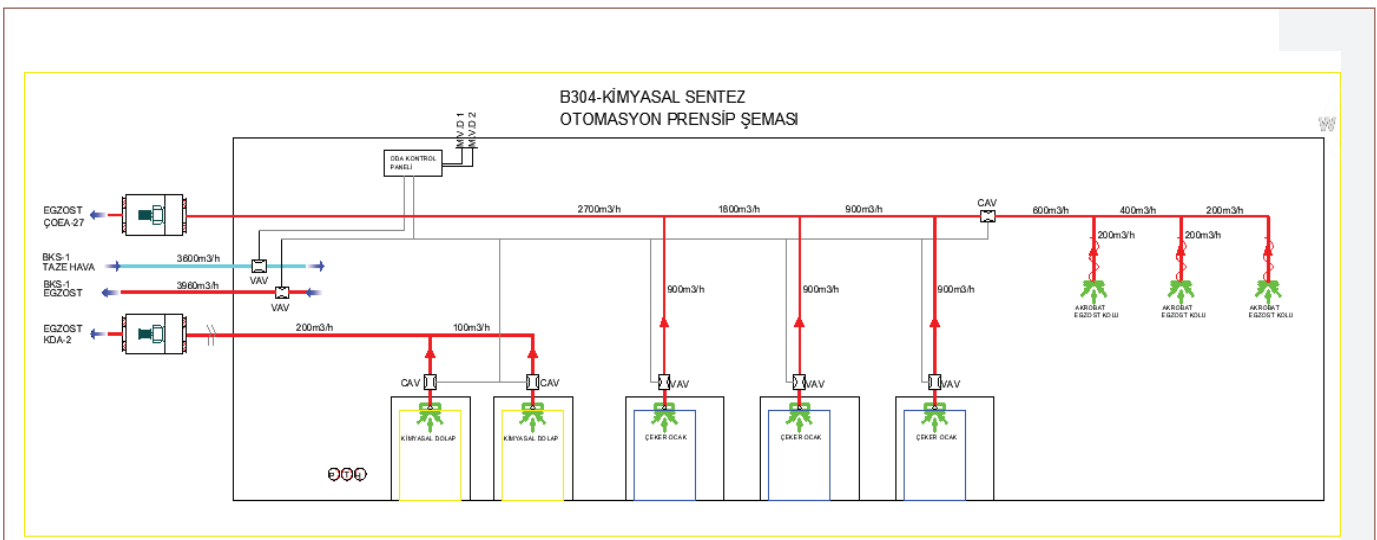 B304-KİMYASAL SENTEZ
OTOMASYON PRENSİP ŞEMASI
M.V.D 1
M.V.D 2
ODA KONTROL
PANELİ
EGZOST
ÇOEA-27
2700m3/h
1800m3/h
900m3/h
CAV
600m3/h
400m3/h
200m3/h
200m3/h
200m3/h
BKS-1
TAZE HAVA
3600m3/h
VAV
BKS-1
EGZOST
3960m3/h
VAV
900m3/h
900m3/h
900m3/h
AKROBAT
EGZOST KOLU
AKROBAT
EGZOST KOLU
AKROBAT
EGZOST KOLU
EGZOST
KDA-2
200m3/h
100m3/h
CAV
CAV
VAV
VAV
VAV
KİMYASAL DOLAP
KİMYASAL DOLAP
ÇEKER OCAK
ÇEKER OCAK
ÇEKER OCAK
P T H